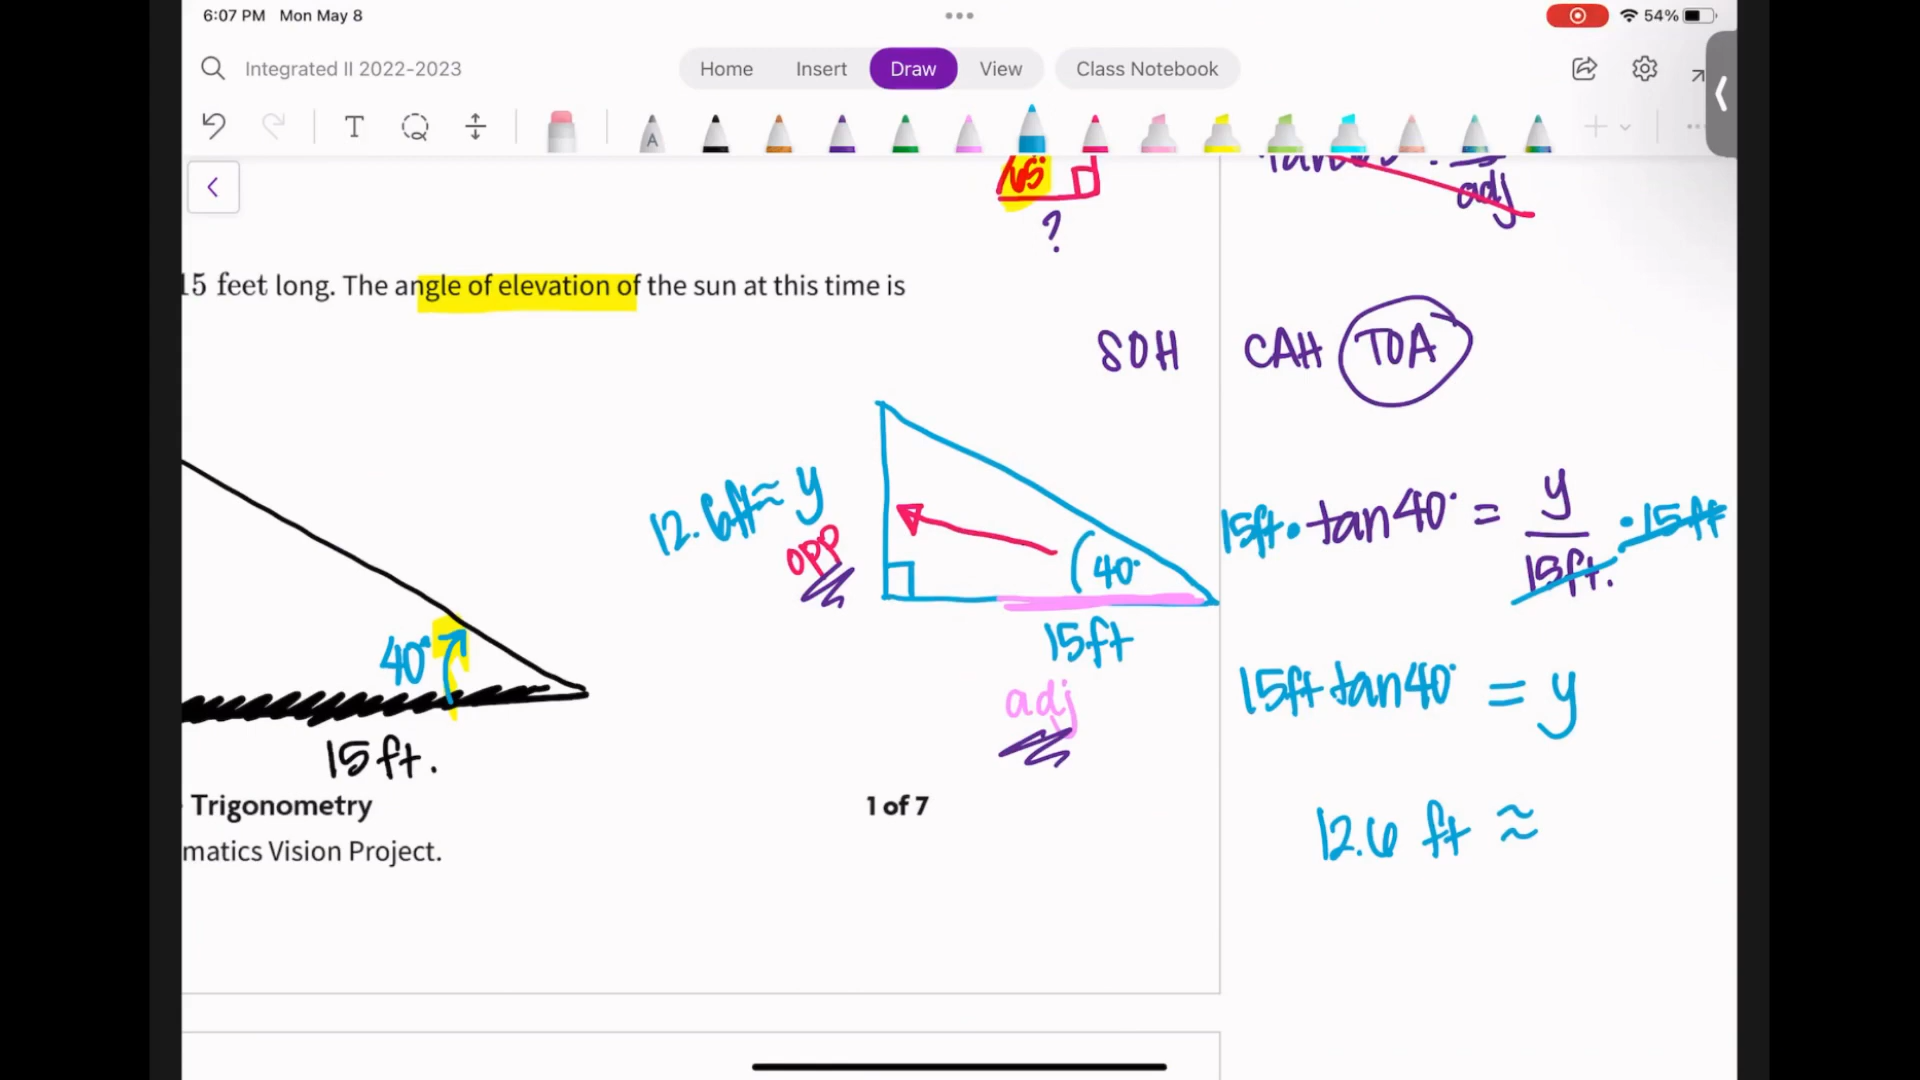 6:07 PM Mon May 8
54%
Integrated II 2022-2023
Home Insert Draw View Class Notebook
T
A
65°
?
adj
15 feet long. The angle of elevation of the sun at this time is
SOH CAH TOA
12.6ft ≈ y
opp
40°
15ft
adj
15ft · tan40° = y / 15ft. · 15ft
15ft tan40° = y
12.6 ft ≈
40°
15ft.
Trigonometry
1 of 7
matics Vision Project.